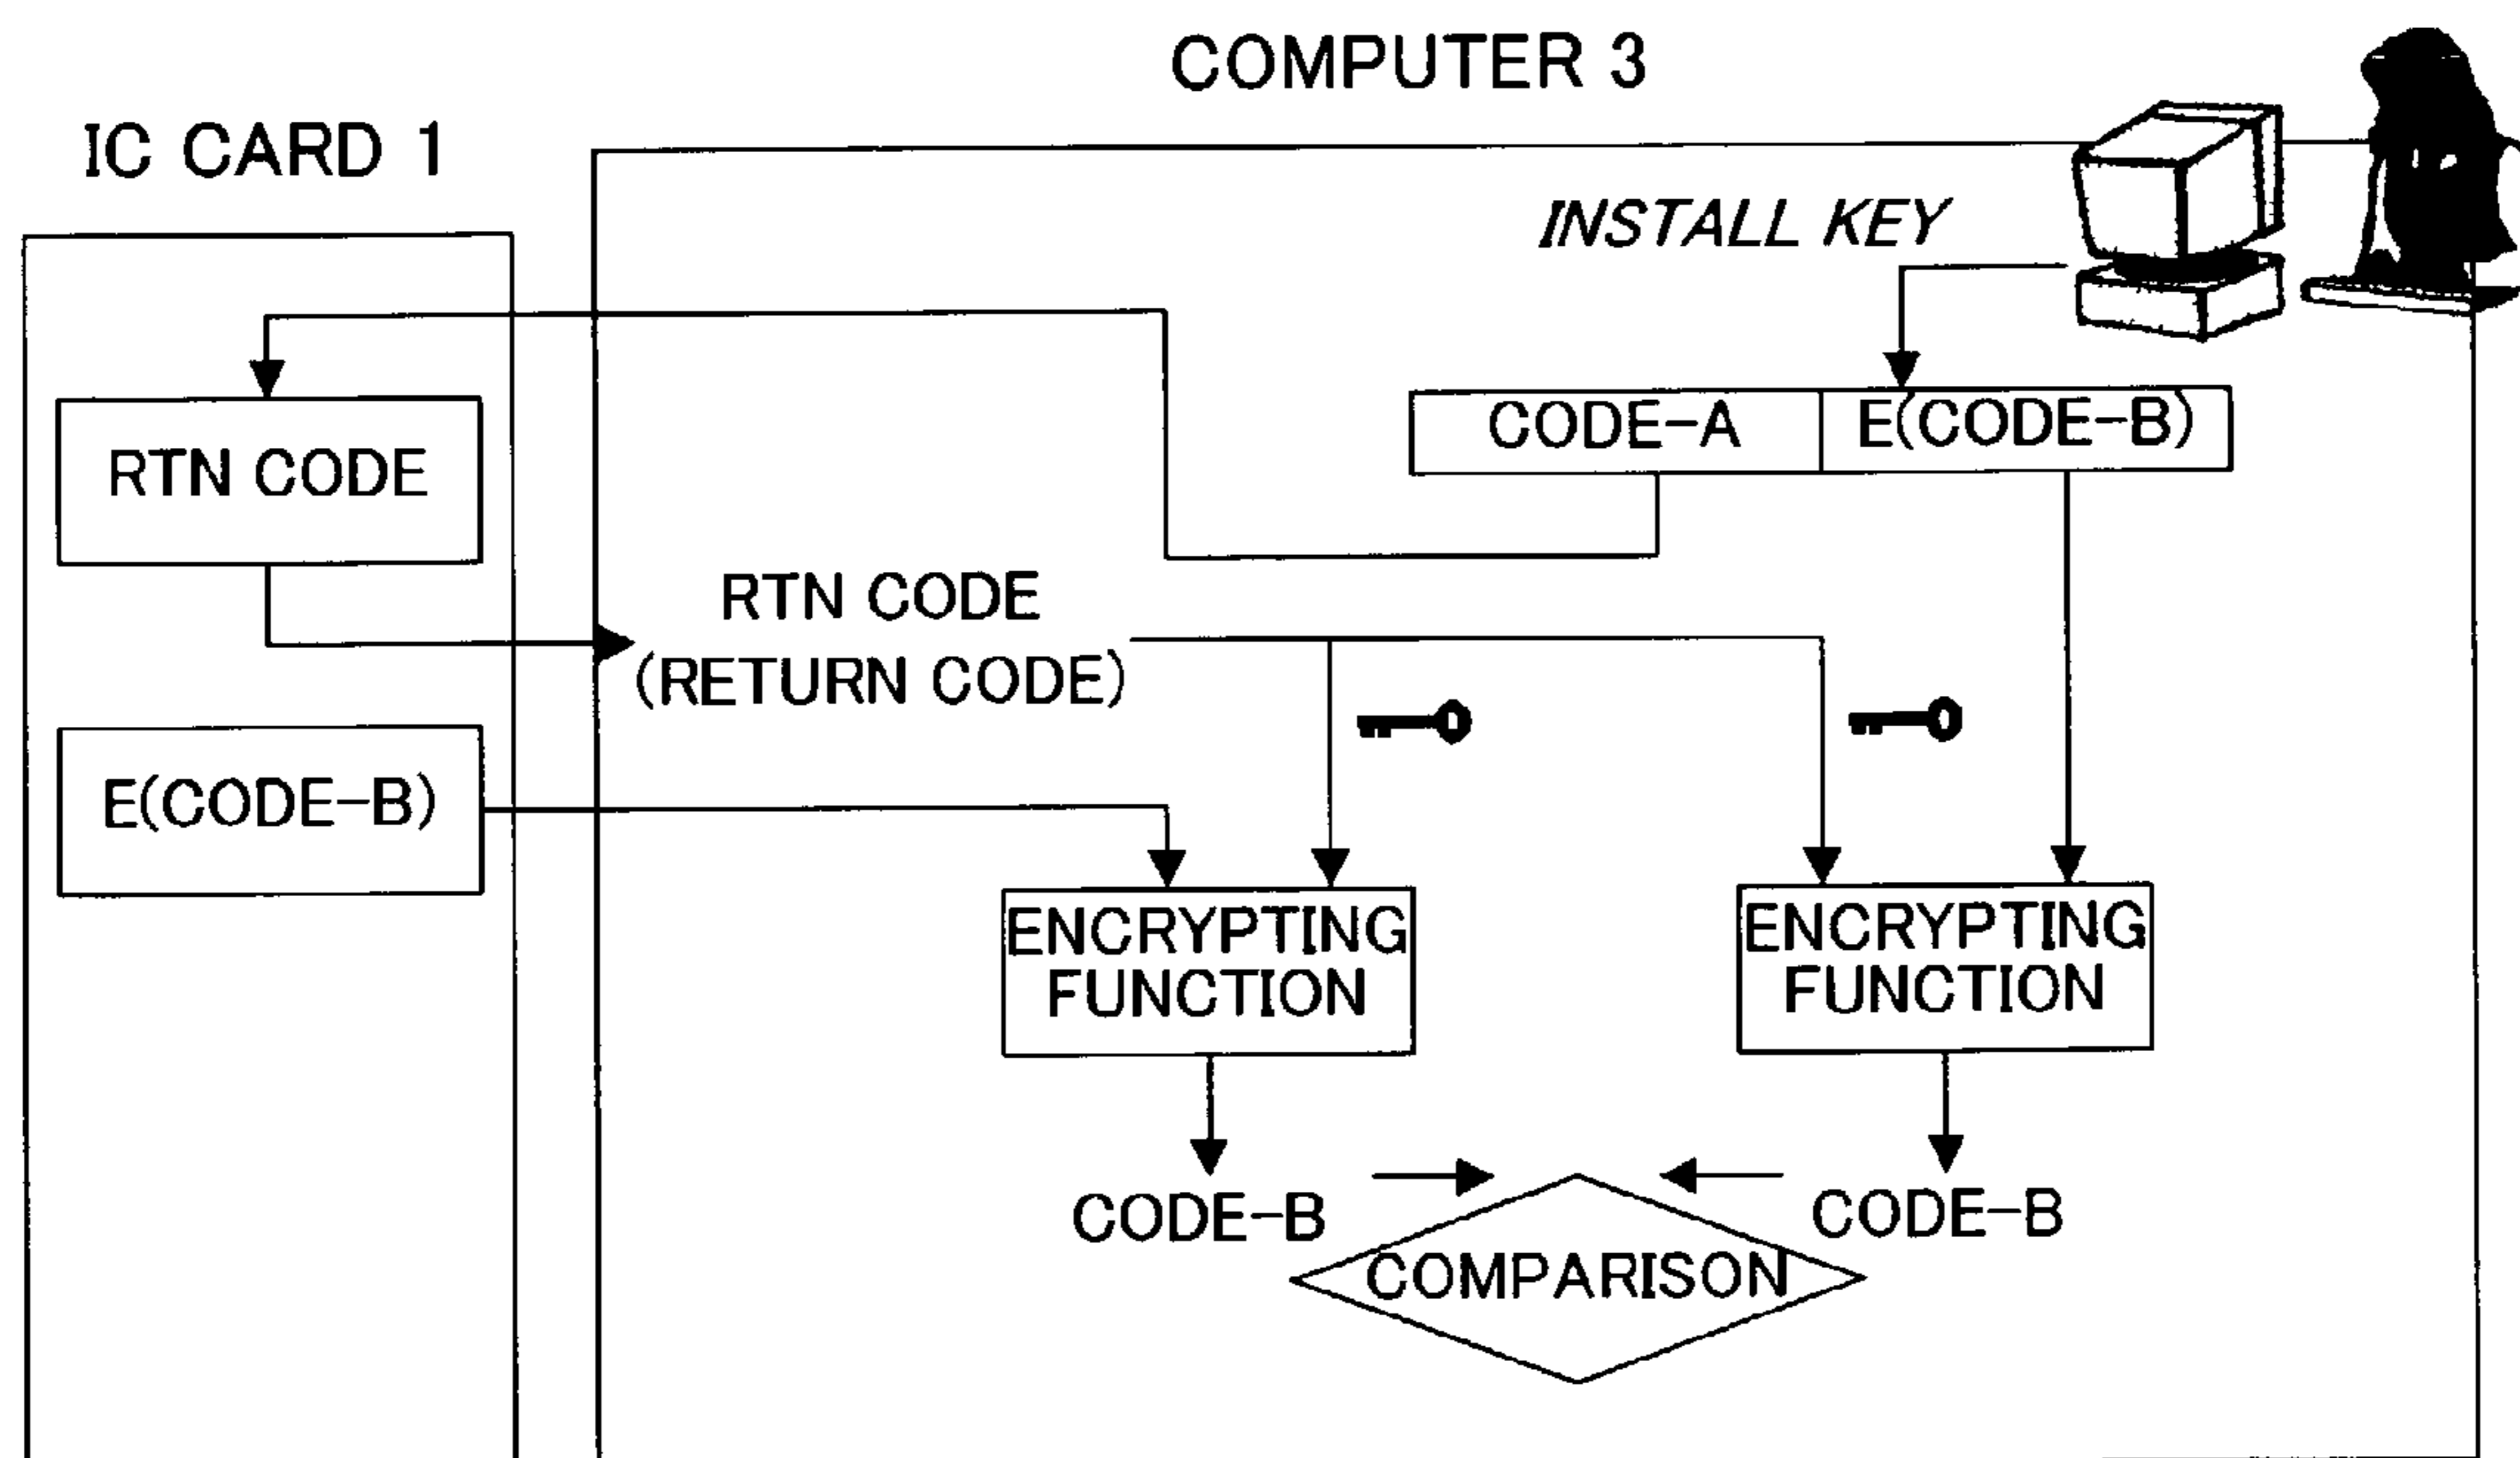 COMPUTER 3
IC CARD 1
INSTALL KEY
CODE-A
E(CODE-B)
RTN CODE
RTN CODE
(RETURN CODE)
E(CODE-B)
ENCRYPTING
FUNCTION
ENCRYPTING
FUNCTION
CODE-B
CODE-B
COMPARISON